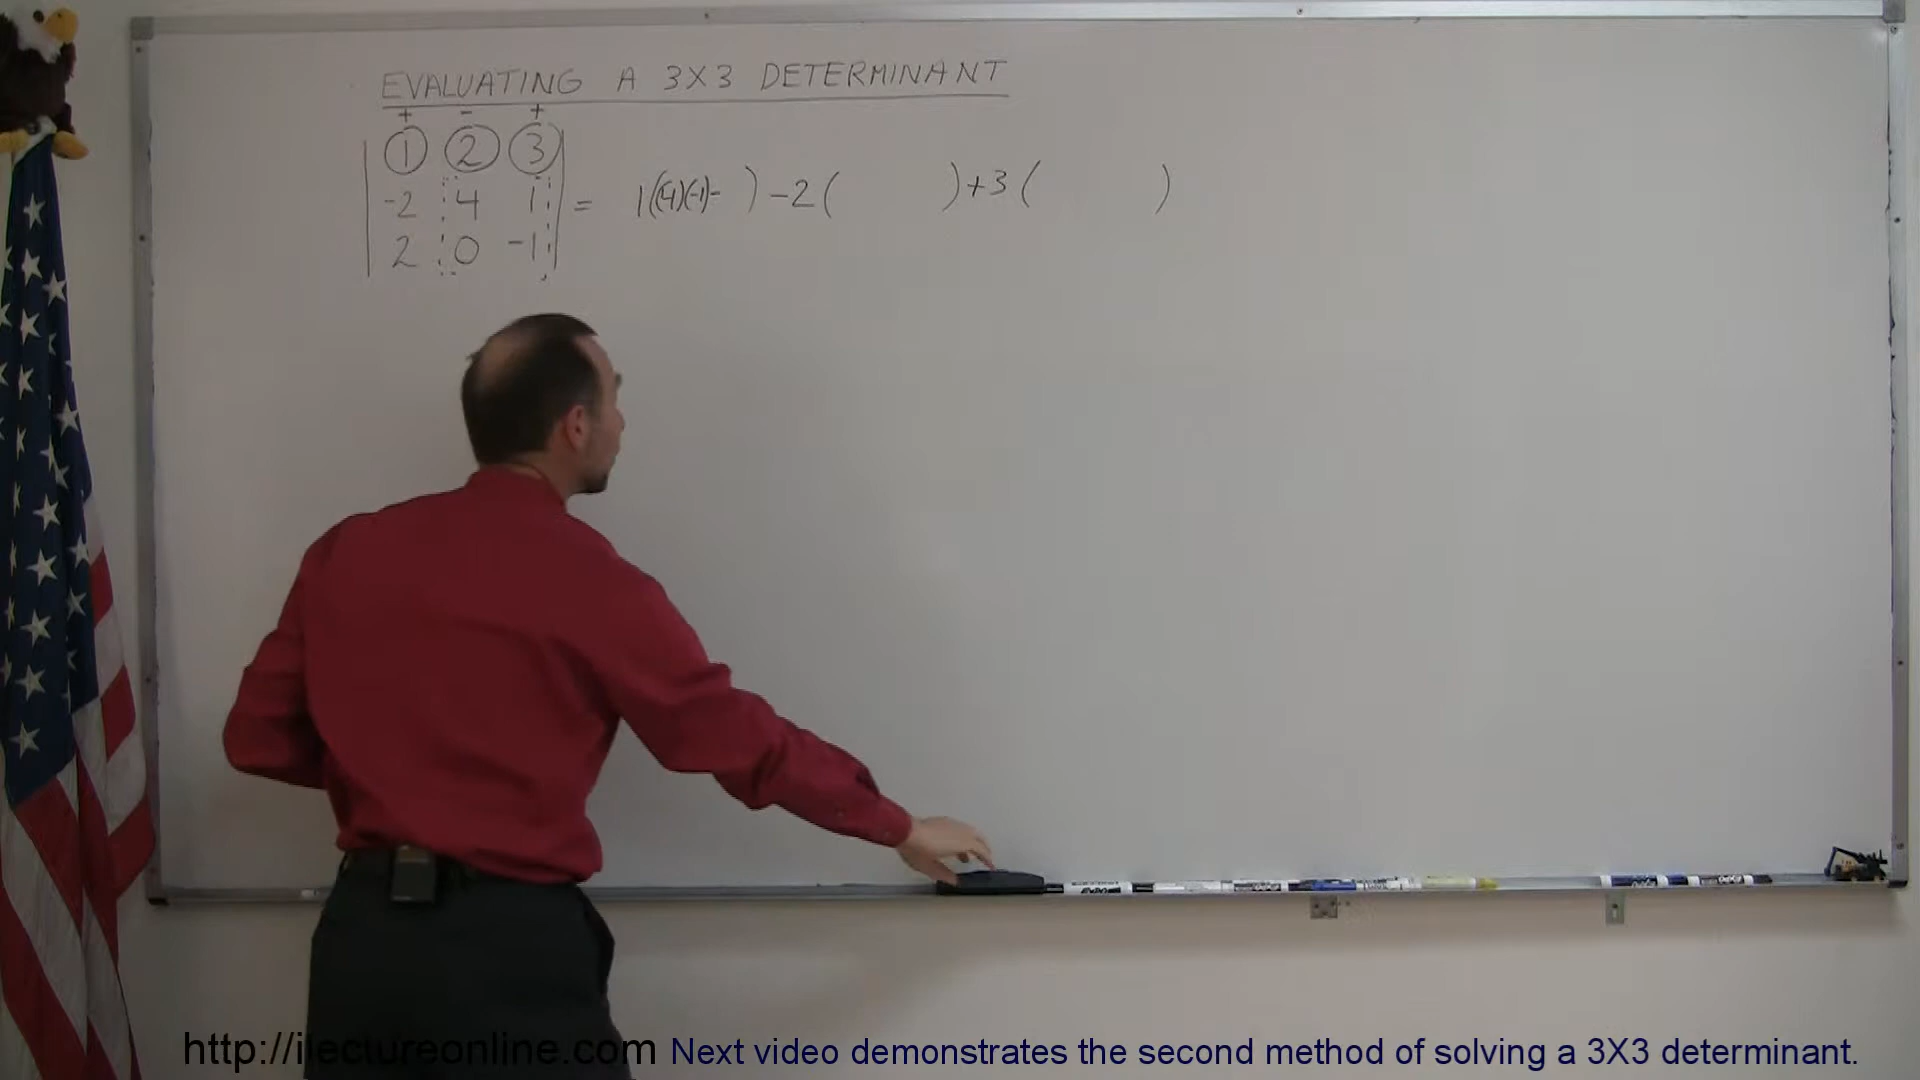 EVALUATING A 3X3 DETERMINANT
+ - +
1 2 3
-2 4 1 = 1((4)(-1)- ) -2( ) +3( )
2 0 -1
http://ilectureonline.com Next video demonstrates the second method of solving a 3X3 determinant.